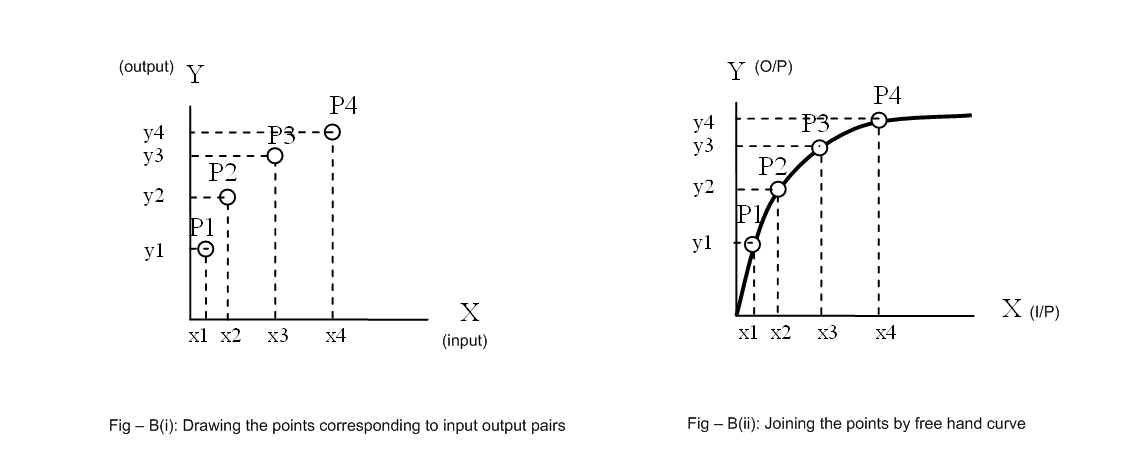 (output) Y
P4
y4
P3
y3
P2
y2
P1
y1
X
x1 x2 x3 x4
(input)
Fig – B(i): Drawing the points corresponding to input output pairs
Y (O/P)
P4
y4
P3
y3
P2
y2
P1
y1
X (I/P)
x1 x2 x3 x4
Fig – B(ii): Joining the points by free hand curve